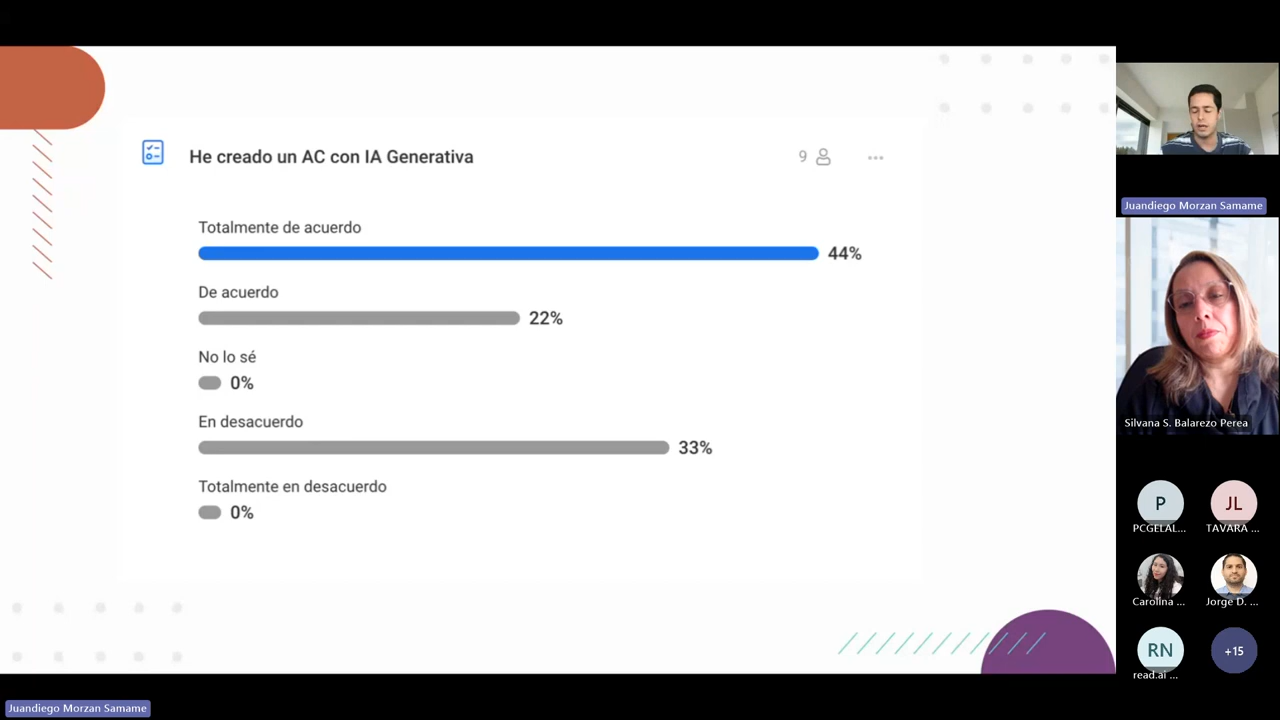 He creado un AC con IA Generativa
9
Totalmente de acuerdo
44%
De acuerdo
22%
No lo sé
0%
En desacuerdo
33%
Totalmente en desacuerdo
0%
Juandiego Morzan Samame
Silvana S. Balarezo Perea
P
JL
PCGELAL...
TAVARA ...
Carolina ...
Jorge D. ...
RN
+15
read.ai ...
Juandiego Morzan Samame